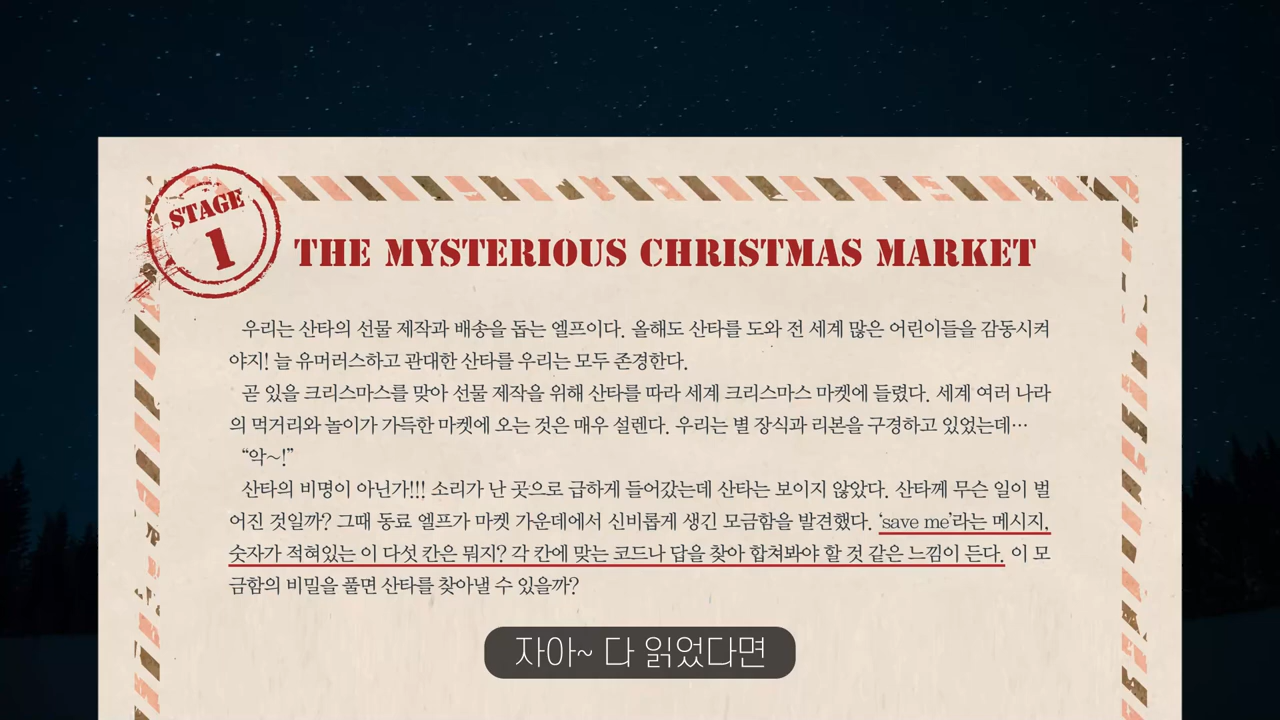 STAGE
1
THE MYSTERIOUS CHRISTMAS MARKET
우리는 산타의 선물 제작과 배송을 돕는 엘프이다. 올해도 산타를 도와 전 세계 많은 어린이들을 감동시켜
야지! 늘 유머러스하고 관대한 산타를 우리는 모두 존경한다.
곧 있을 크리스마스를 맞아 선물 제작을 위해 산타를 따라 세계 크리스마스 마켓에 들렸다. 세계 여러 나라
의 먹거리와 놀이가 가득한 마켓에 오는 것은 매우 설렌다. 우리는 별 장식과 리본을 구경하고 있었는데…
“악~!”
산타의 비명이 아닌가!!! 소리가 난 곳으로 급하게 들어갔는데 산타는 보이지 않았다. 산타께 무슨 일이 벌
어진 것일까? 그때 동료 엘프가 마켓 가운데에서 신비롭게 생긴 모금함을 발견했다. ‘save me’라는 메시지,
숫자가 적혀있는 이 다섯 칸은 뭐지? 각 칸에 맞는 코드나 답을 찾아 합쳐봐야 할 것 같은 느낌이 든다. 이 모
금함의 비밀을 풀면 산타를 찾아낼 수 있을까?
자아~ 다 읽었다면